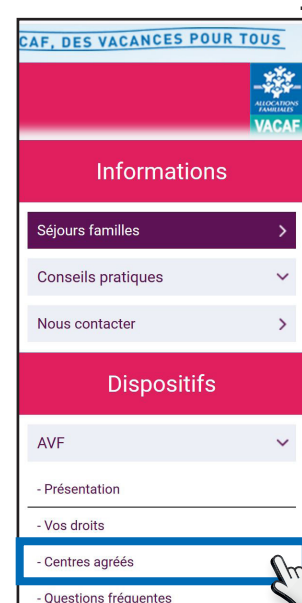 CAF, DES VACANCES POUR TOUS
ALLOCATIONS
FAMILIALES
VACAF
Informations
Séjours familles
Conseils pratiques
Nous contacter
Dispositifs
AVF
- Présentation
- Vos droits
- Centres agréés
- Questions fréquentes